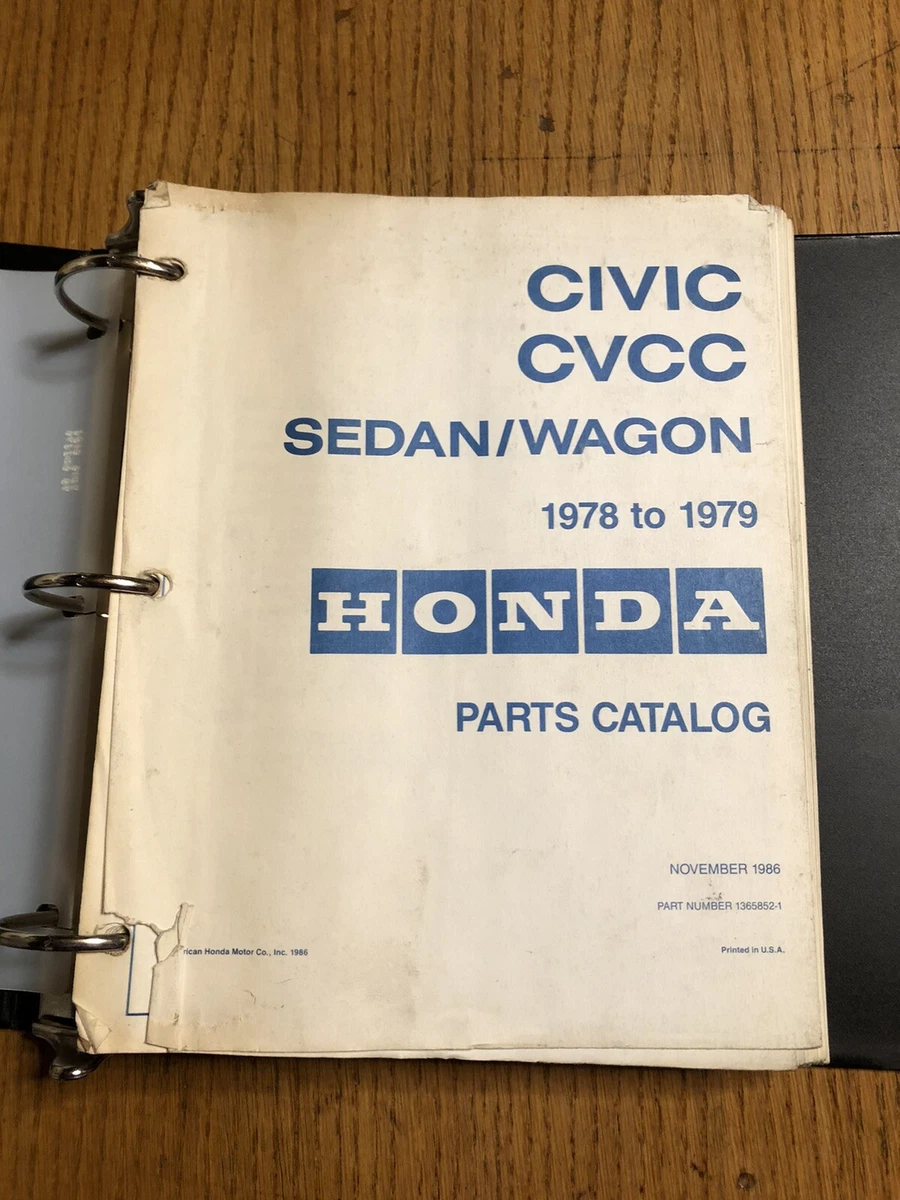 CIVIC
CVCC
SEDAN/WAGON
1978 to 1979
HONDA
PARTS CATALOG
NOVEMBER 1986
PART NUMBER 1365852-1
rican Honda Motor Co., Inc. 1986
Printed in U.S.A.